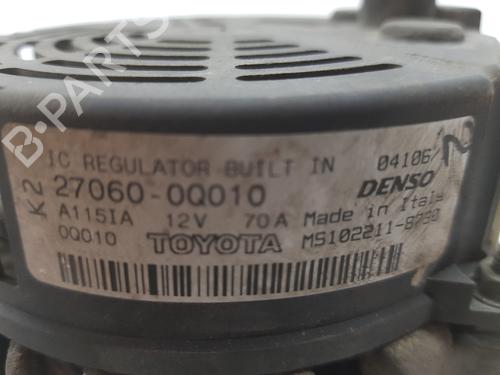 IC REGULATOR BUILT IN 04106
K2 27060-0Q010 DENSO
A115IA 12V 70A Made in Italy
0Q010 TOYOTA MS102211-8790
B-PARTS